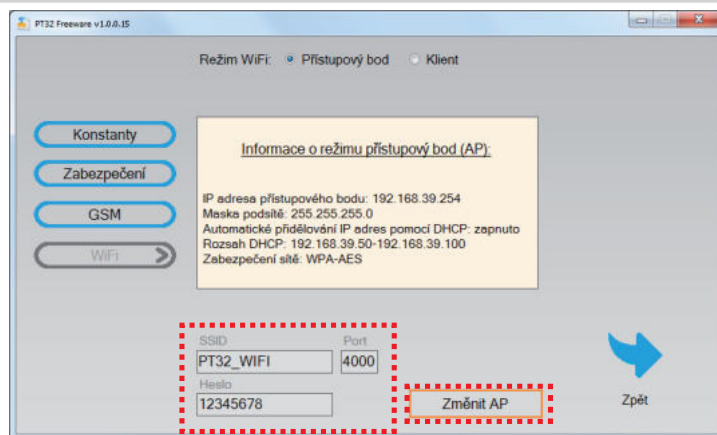 PT32 Freeware v1.0.0.15
Režim WiFi: Přístupový bod Klient
Konstanty
Zabezpečení
GSM
WiFi
Informace o režimu přístupový bod (AP):
IP adresa přístupového bodu: 192.168.39.254
Maska podsítě: 255.255.255.0
Automatické přidělování IP adres pomocí DHCP: zapnuto
Rozsah DHCP: 192.168.39.50-192.168.39.100
Zabezpečení sítě: WPA-AES
SSID Port
PT32_WIFI 4000
Heslo
12345678
Změnit AP
Zpět